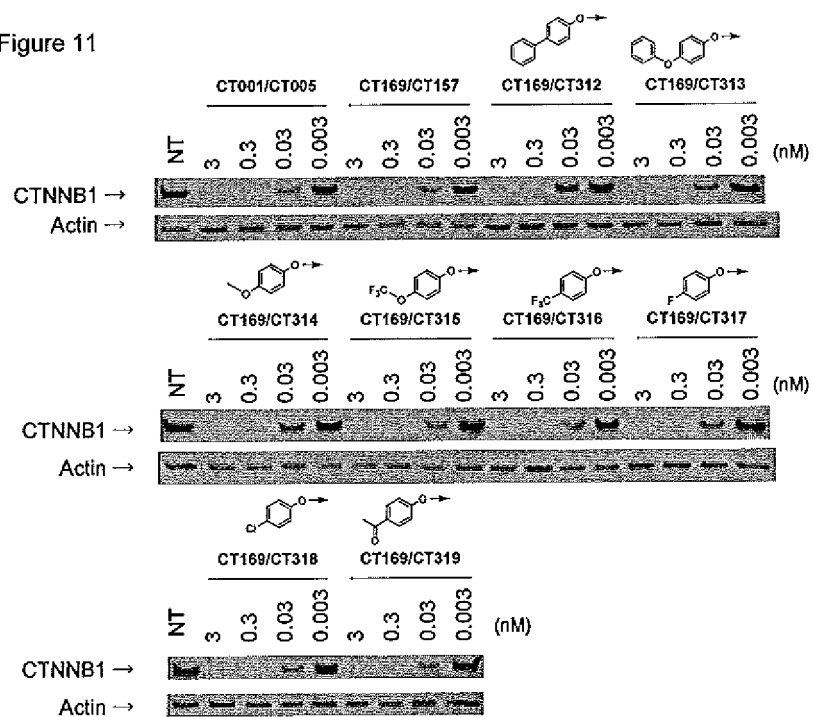 Figure 11
CT001/CT005 CT169/CT157 CT169/CT312 CT169/CT313
NT 3 0.3 0.03 0.003 3 0.3 0.03 0.003 3 0.3 0.03 0.003 3 0.3 0.03 0.003 (nM)
CTNNB1 →
Actin →
CT169/CT314 CT169/CT315 CT169/CT316 CT169/CT317
NT 3 0.3 0.03 0.003 3 0.3 0.03 0.003 3 0.3 0.03 0.003 3 0.3 0.03 0.003 (nM)
CTNNB1 →
Actin →
CT169/CT318 CT169/CT319
NT 3 0.3 0.03 0.003 3 0.3 0.03 0.003 (nM)
CTNNB1 →
Actin →
O
O O
O O
F₃C O O
F₃C O
F O
Cl O
O O